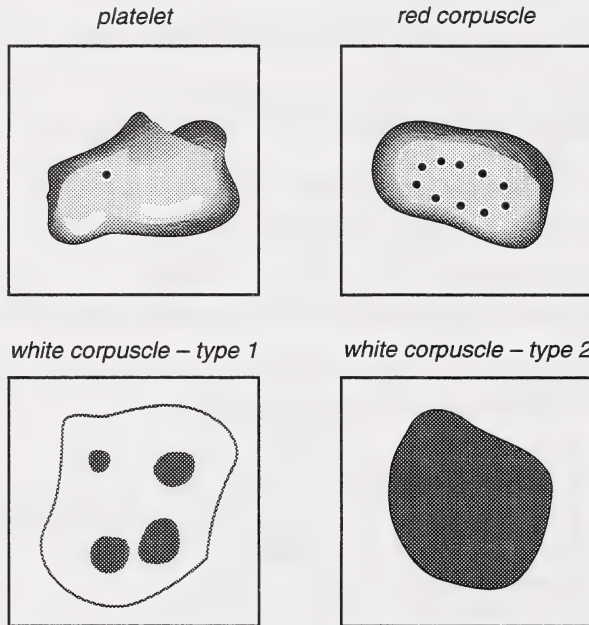 platelet
red corpuscle
white corpuscle – type 1
white corpuscle – type 2